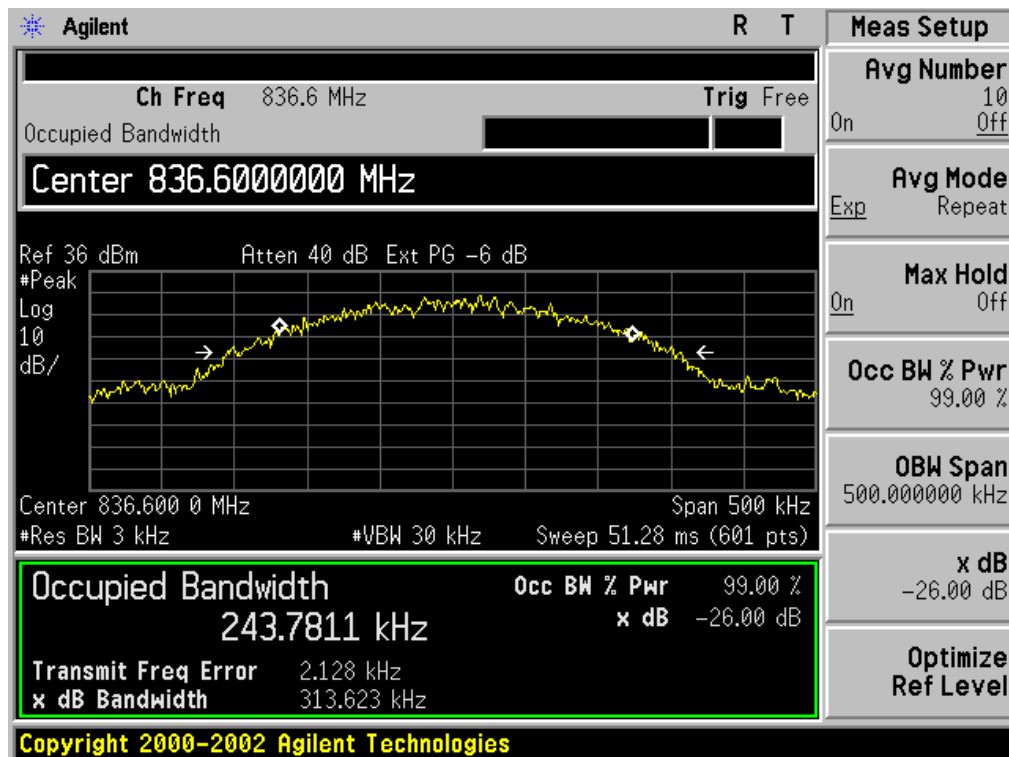 Agilent R T
Ch Freq 836.6 MHz Trig Free
Occupied Bandwidth
Center 836.6000000 MHz
Ref 36 dBm Atten 40 dB Ext PG -6 dB
#Peak
Log
10
dB/
Center 836.600 0 MHz Span 500 kHz
#Res BW 3 kHz #VBW 30 kHz Sweep 51.28 ms (601 pts)
Occupied Bandwidth Occ BW % Pwr 99.00 %
243.7811 kHz x dB -26.00 dB
Transmit Freq Error 2.128 kHz
x dB Bandwidth 313.623 kHz
Copyright 2000-2002 Agilent Technologies
Meas Setup
Avg Number
10
On Off
Avg Mode
Exp Repeat
Max Hold
On Off
Occ BW % Pwr
99.00 %
OBW Span
500.000000 kHz
x dB
-26.00 dB
Optimize
Ref Level